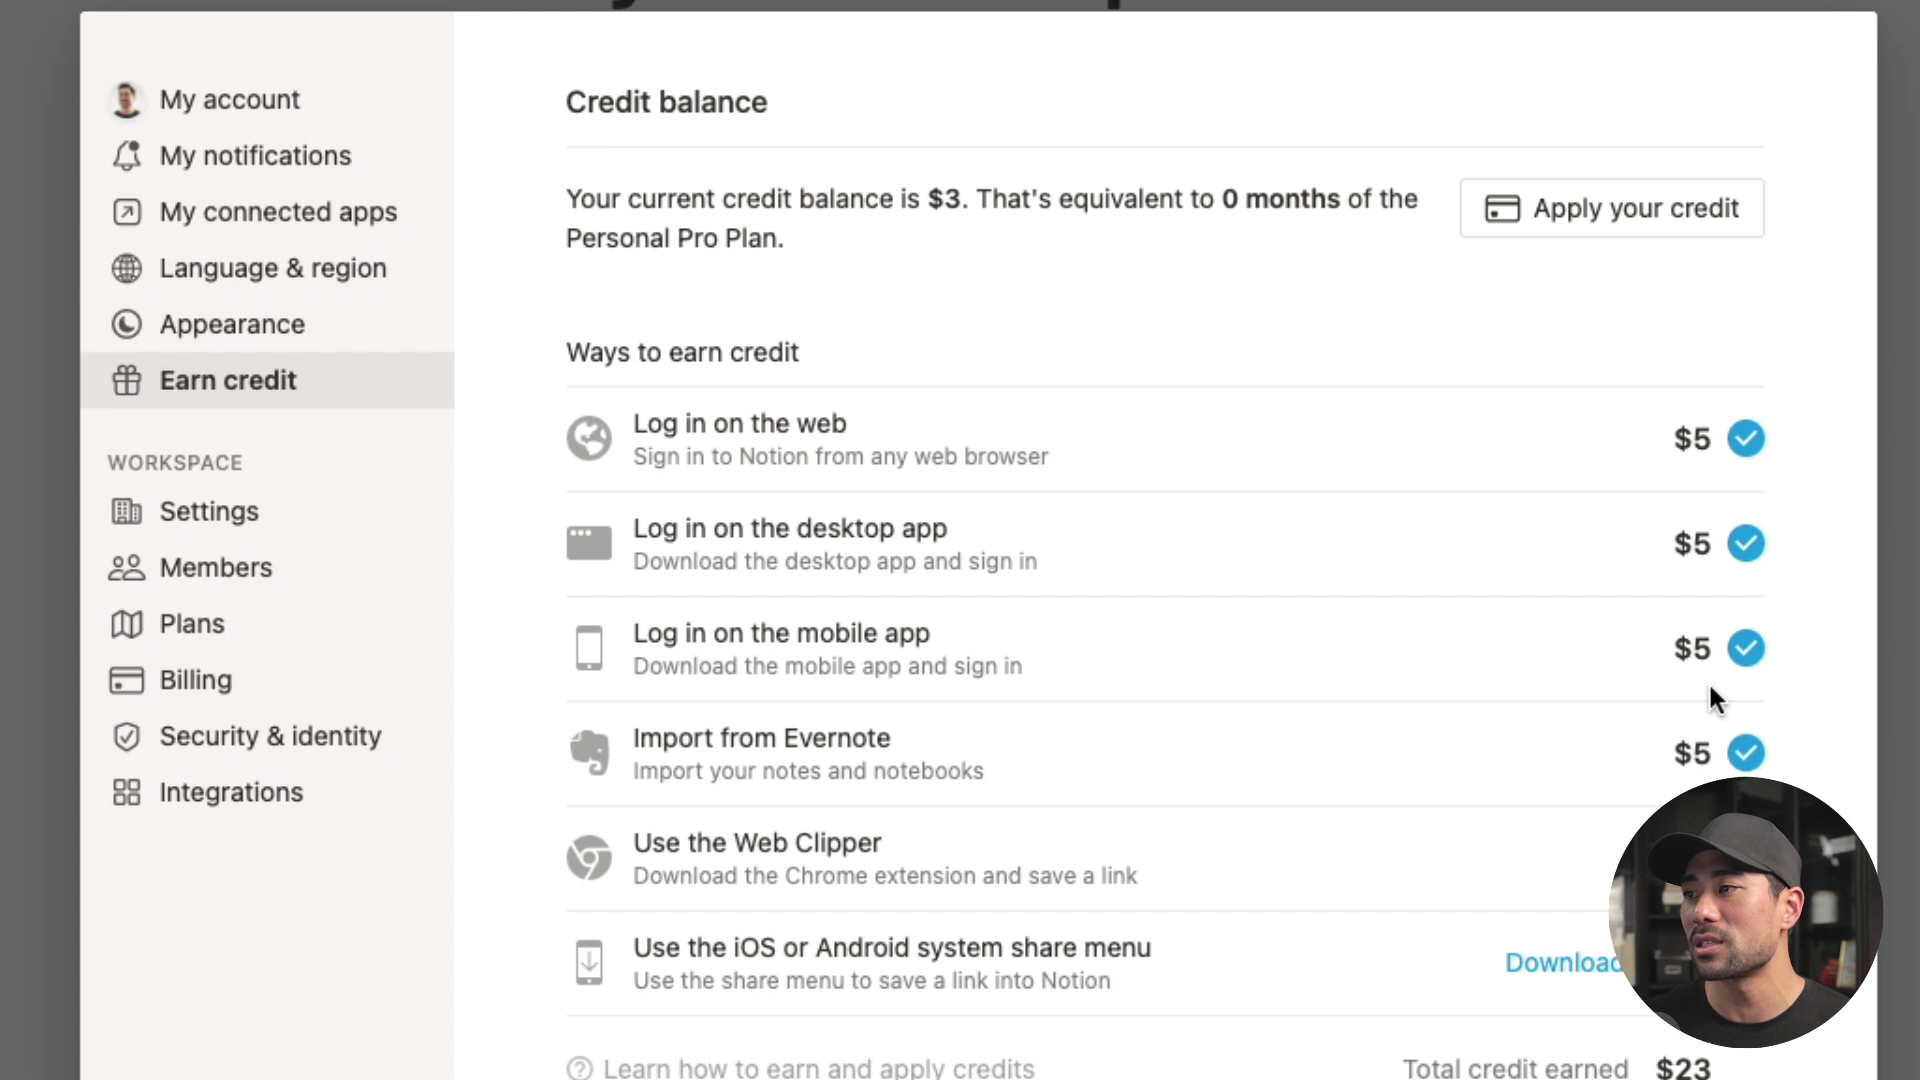 My account
My notifications
My connected apps
Language & region
Appearance
Earn credit
WORKSPACE
Settings
Members
Plans
Billing
Security & identity
Integrations
Credit balance
Your current credit balance is $3. That's equivalent to 0 months of the
Personal Pro Plan.
Apply your credit
Ways to earn credit
Log in on the web
Sign in to Notion from any web browser
$5
Log in on the desktop app
Download the desktop app and sign in
$5
Log in on the mobile app
Download the mobile app and sign in
$5
Import from Evernote
Import your notes and notebooks
$5
Use the Web Clipper
Download the Chrome extension and save a link
Use the iOS or Android system share menu
Use the share menu to save a link into Notion
Download
Learn how to earn and apply credits
Total credit earned $23